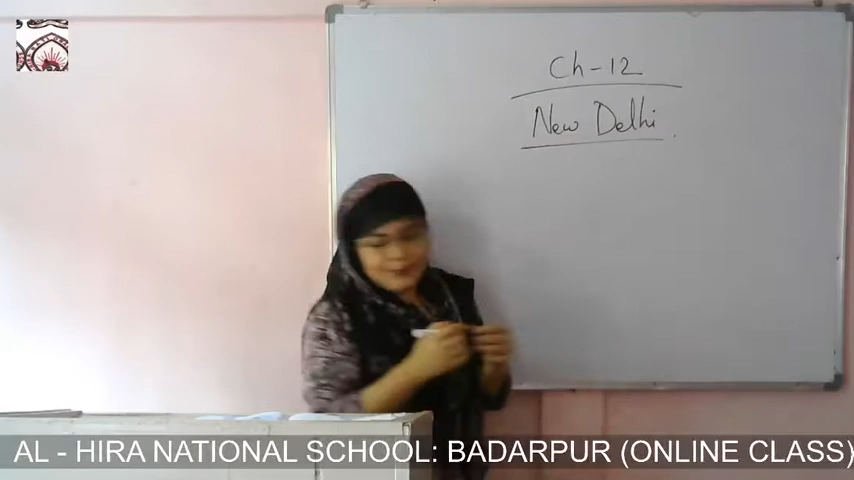 Ch-12
New Delhi.
AL - HIRA NATIONAL SCHOOL: BADARPUR (ONLINE CLASS)